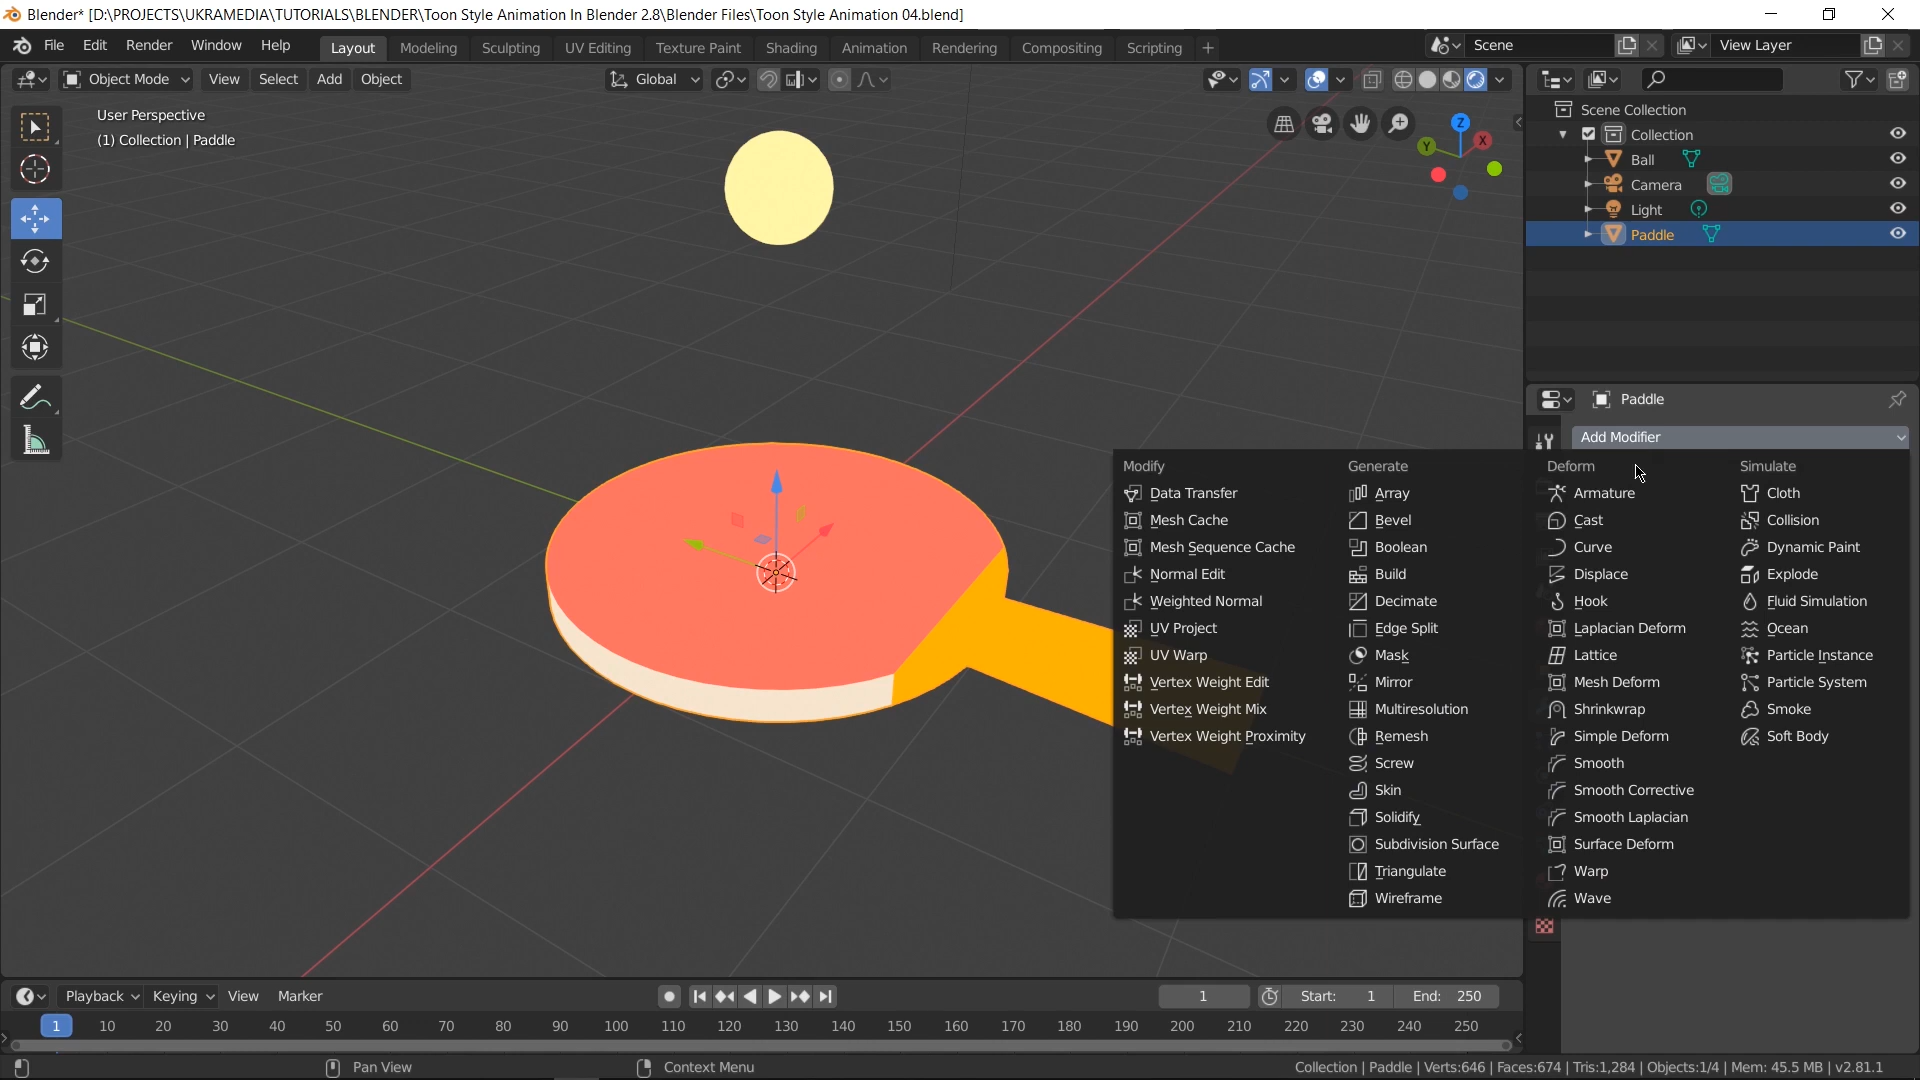 Blender* [D:\PROJECTS\UKRAMEDIA\TUTORIALS\BLENDER\Toon Style Animation In Blender 2.8\Blender Files\Toon Style Animation 04.blend]
File Edit Render Window Help Layout Modeling Sculpting UV Editing Texture Paint Shading Animation Rendering Compositing Scripting + Scene View Layer
Object Mode View Select Add Object Global
User Perspective
(1) Collection | Paddle
Z
X
Y
Scene Collection
Collection
Ball
Camera
Light
Paddle
Paddle
Add Modifier
Modify Generate Deform Simulate
Data Transfer Array Armature Cloth
Mesh Cache Bevel Cast Collision
Mesh Sequence Cache Boolean Curve Dynamic Paint
Normal Edit Build Displace Explode
Weighted Normal Decimate Hook Fluid Simulation
UV Project Edge Split Laplacian Deform Ocean
UV Warp Mask Lattice Particle Instance
Vertex Weight Edit Mirror Mesh Deform Particle System
Vertex Weight Mix Multiresolution Shrinkwrap Smoke
Vertex Weight Proximity Remesh Simple Deform Soft Body
Screw Smooth
Skin Smooth Corrective
Solidify Smooth Laplacian
Subdivision Surface Surface Deform
Triangulate Warp
Wireframe Wave
Playback Keying View Marker 1 Start: 1 End: 250
1 10 20 30 40 50 60 70 80 90 100 110 120 130 140 150 160 170 180 190 200 210 220 230 240 250
Pan View Context Menu Collection | Paddle | Verts:646 | Faces:674 | Tris:1,284 | Objects:1/4 | Mem: 45.5 MB | v2.81.1